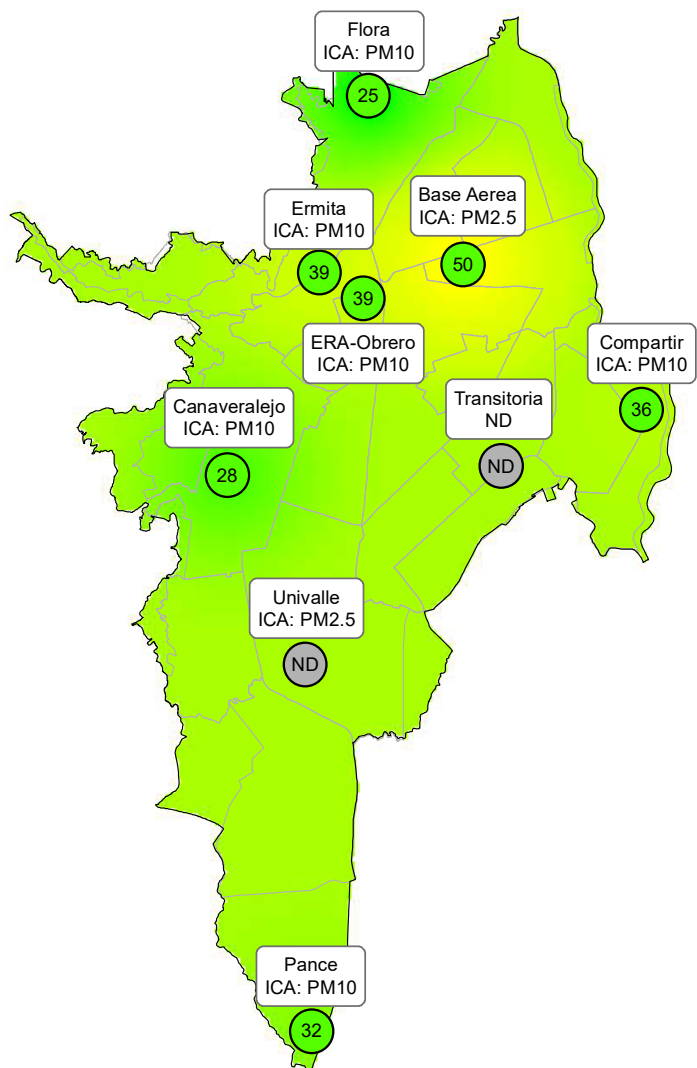 Flora
ICA: PM10
25
Ermita
ICA: PM10
39
Base Aerea
ICA: PM2.5
50
39
ERA-Obrero
ICA: PM10
Compartir
ICA: PM10
36
Canaveralejo
ICA: PM10
28
Transitoria
ND
ND
Univalle
ICA: PM2.5
ND
Pance
ICA: PM10
32